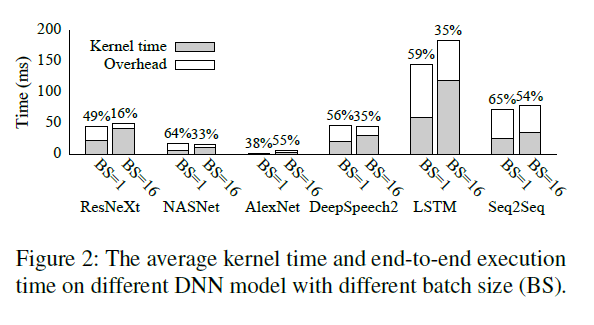 200
150
100
50
0
Time (ms)
Kernel time
Overhead
49% 16%
64% 33%
38% 55%
56% 35%
59%
35%
65% 54%
BS=1 BS=16 BS=1 BS=16 BS=1 BS=16 BS=1 BS=16 BS=1 BS=16 BS=1 BS=16
ResNeXt NASNet AlexNet DeepSpeech2 LSTM Seq2Seq
Figure 2: The average kernel time and end-to-end execution
time on different DNN model with different batch size (BS).